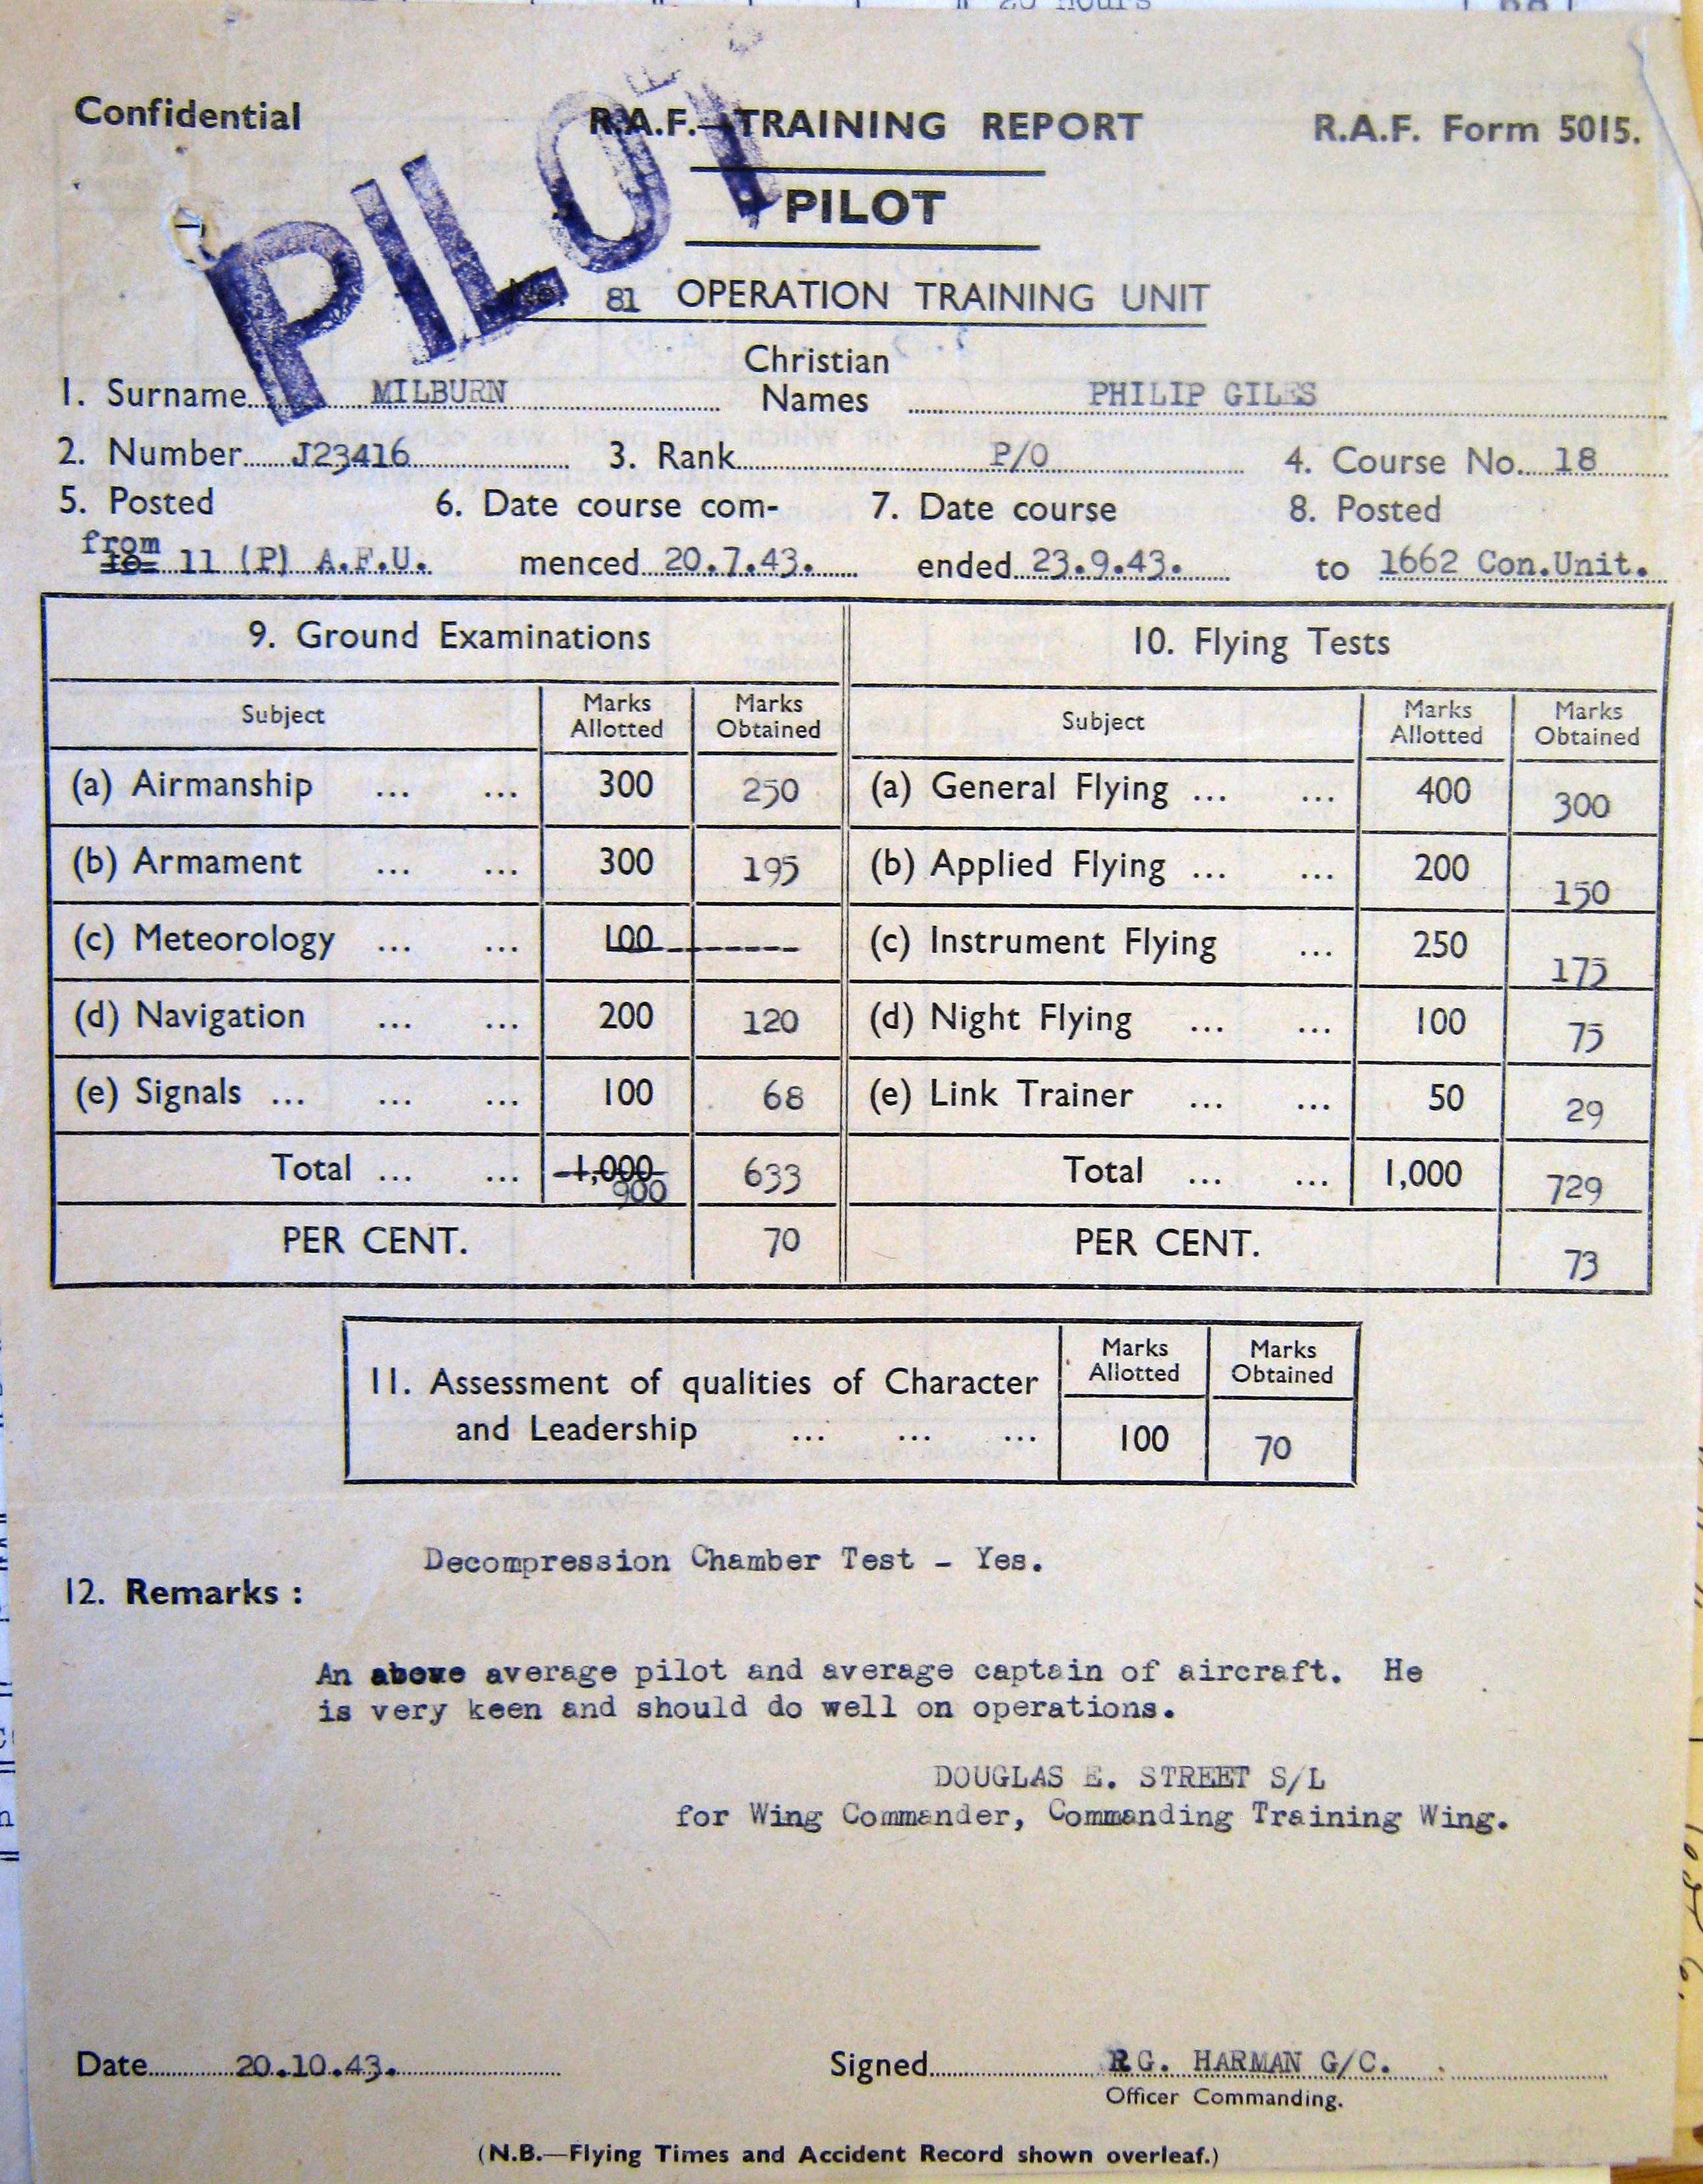 20 hours
Confidential
R.A.F.—TRAINING REPORT
R.A.F. Form 5015.
PILOT
PILOT
No. 81 OPERATION TRAINING UNIT
1. Surname MILBURN Christian Names PHILIP GILES
2. Number J23416 3. Rank P/O 4. Course No. 18
5. Posted 6. Date course com- 7. Date course 8. Posted
from
to 11 (P) A.F.U. menced 20.7.43. ended 23.9.43. to 1662 Con.Unit.
9. Ground Examinations
Subject Marks Allotted Marks Obtained
(a) Airmanship ... ... 300 250
(b) Armament ... ... 300 195
(c) Meteorology ... ... 100 -------
(d) Navigation ... ... 200 120
(e) Signals ... ... ... 100 68
Total ... ... 1,000 633
900
PER CENT. 70
10. Flying Tests
Subject Marks Allotted Marks Obtained
(a) General Flying ... ... 400 300
(b) Applied Flying ... ... 200 150
(c) Instrument Flying ... 250 175
(d) Night Flying ... ... 100 75
(e) Link Trainer ... ... 50 29
Total ... ... 1,000 729
PER CENT. 73
Marks Allotted Marks Obtained
11. Assessment of qualities of Character
and Leadership ... ... ... 100 70
Decompression Chamber Test - Yes.
12. Remarks :
An above average pilot and average captain of aircraft. He
is very keen and should do well on operations.
DOUGLAS E. STREET S/L
for Wing Commander, Commanding Training Wing.
Date 20.10.43. Signed RG. HARMAN G/C.
Officer Commanding.
(N.B.—Flying Times and Accident Record shown overleaf.)